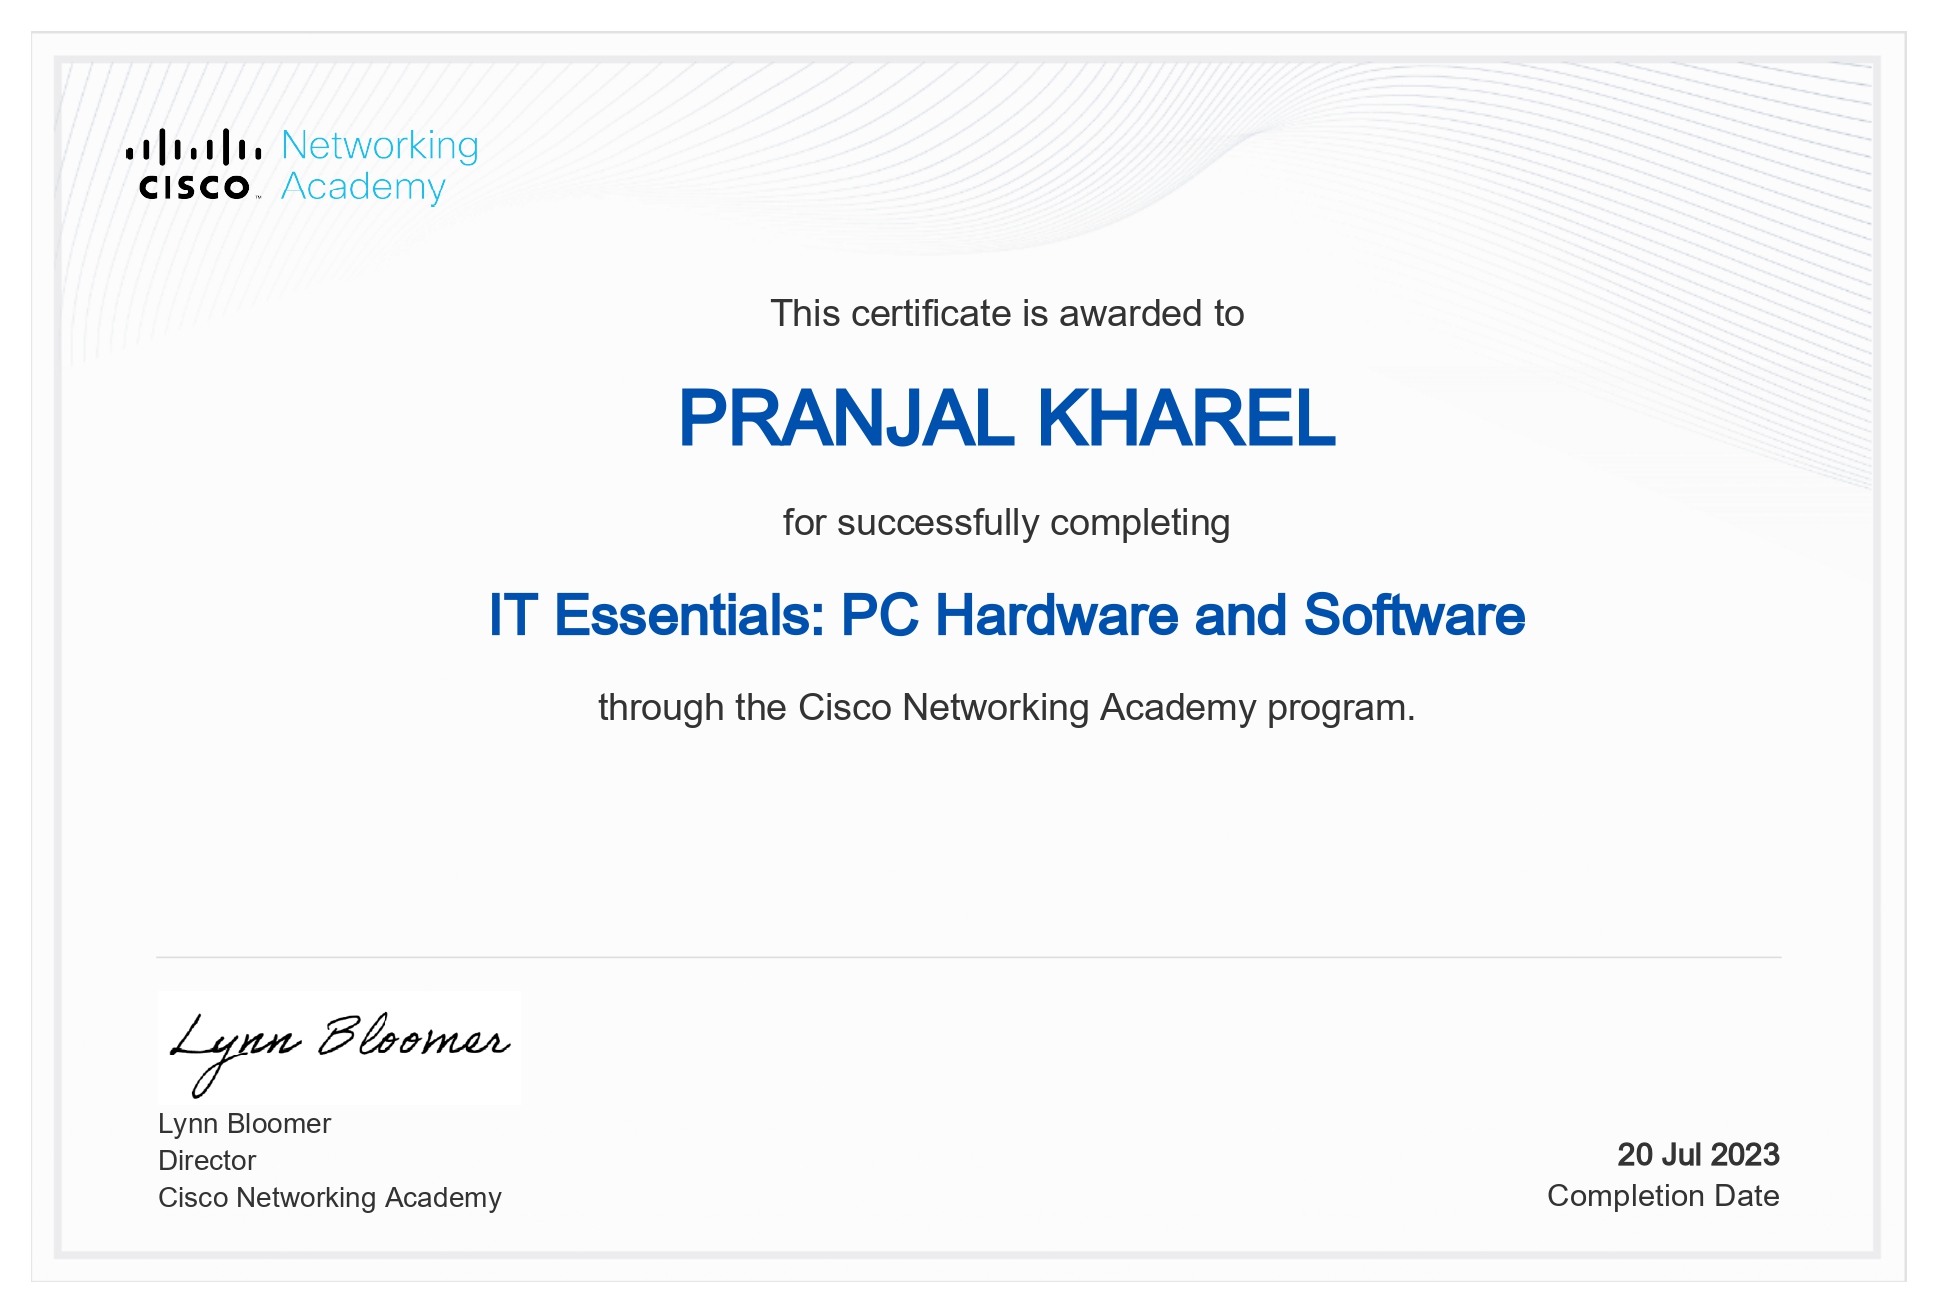 Networking
Academy
CISCO™
This certificate is awarded to
PRANJAL KHAREL
for successfully completing
IT Essentials: PC Hardware and Software
through the Cisco Networking Academy program.
Lynn Bloomer
Lynn Bloomer
Director
Cisco Networking Academy
20 Jul 2023
Completion Date